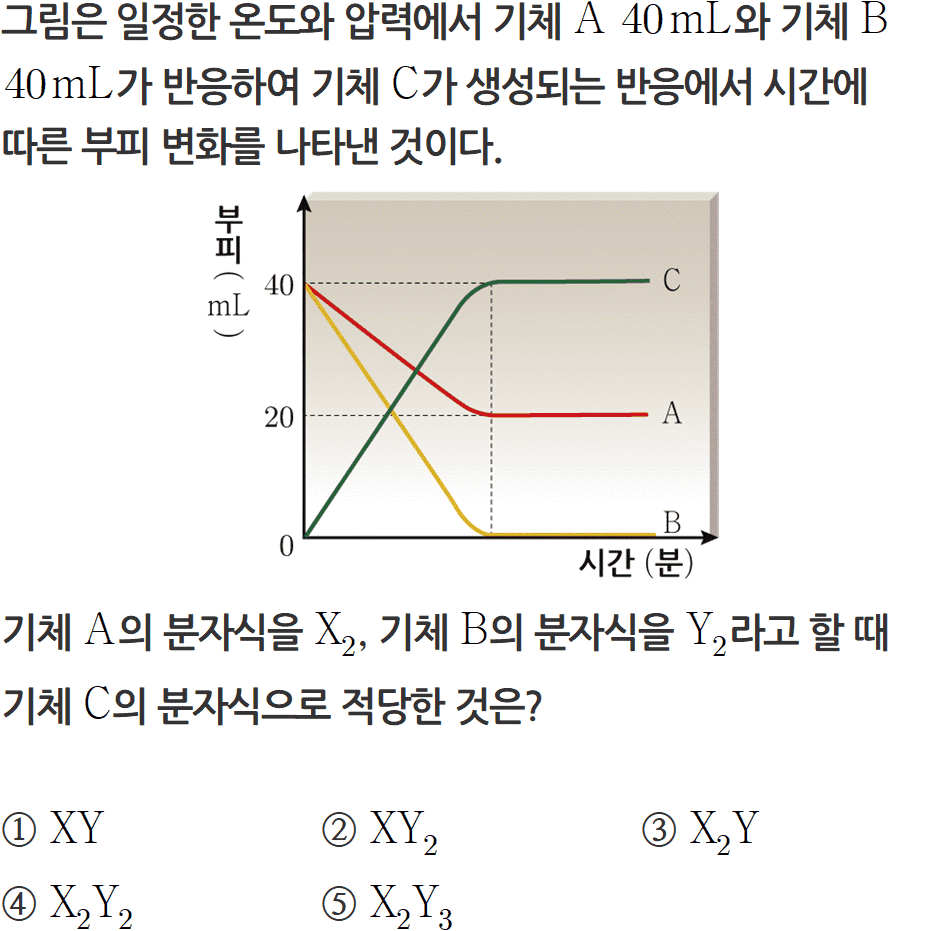 그림은 일정한 온도와 압력에서 기체 A 40mL와 기체 B
40mL가 반응하여 기체 C가 생성되는 반응에서 시간에
따른 부피 변화를 나타낸 것이다.
부피(mL)
40
20
0
C
A
B
시간 (분)
기체 A의 분자식을 X₂, 기체 B의 분자식을 Y₂라고 할 때
기체 C의 분자식으로 적당한 것은?
① XY ② XY₂ ③ X₂Y
④ X₂Y₂ ⑤ X₂Y₃